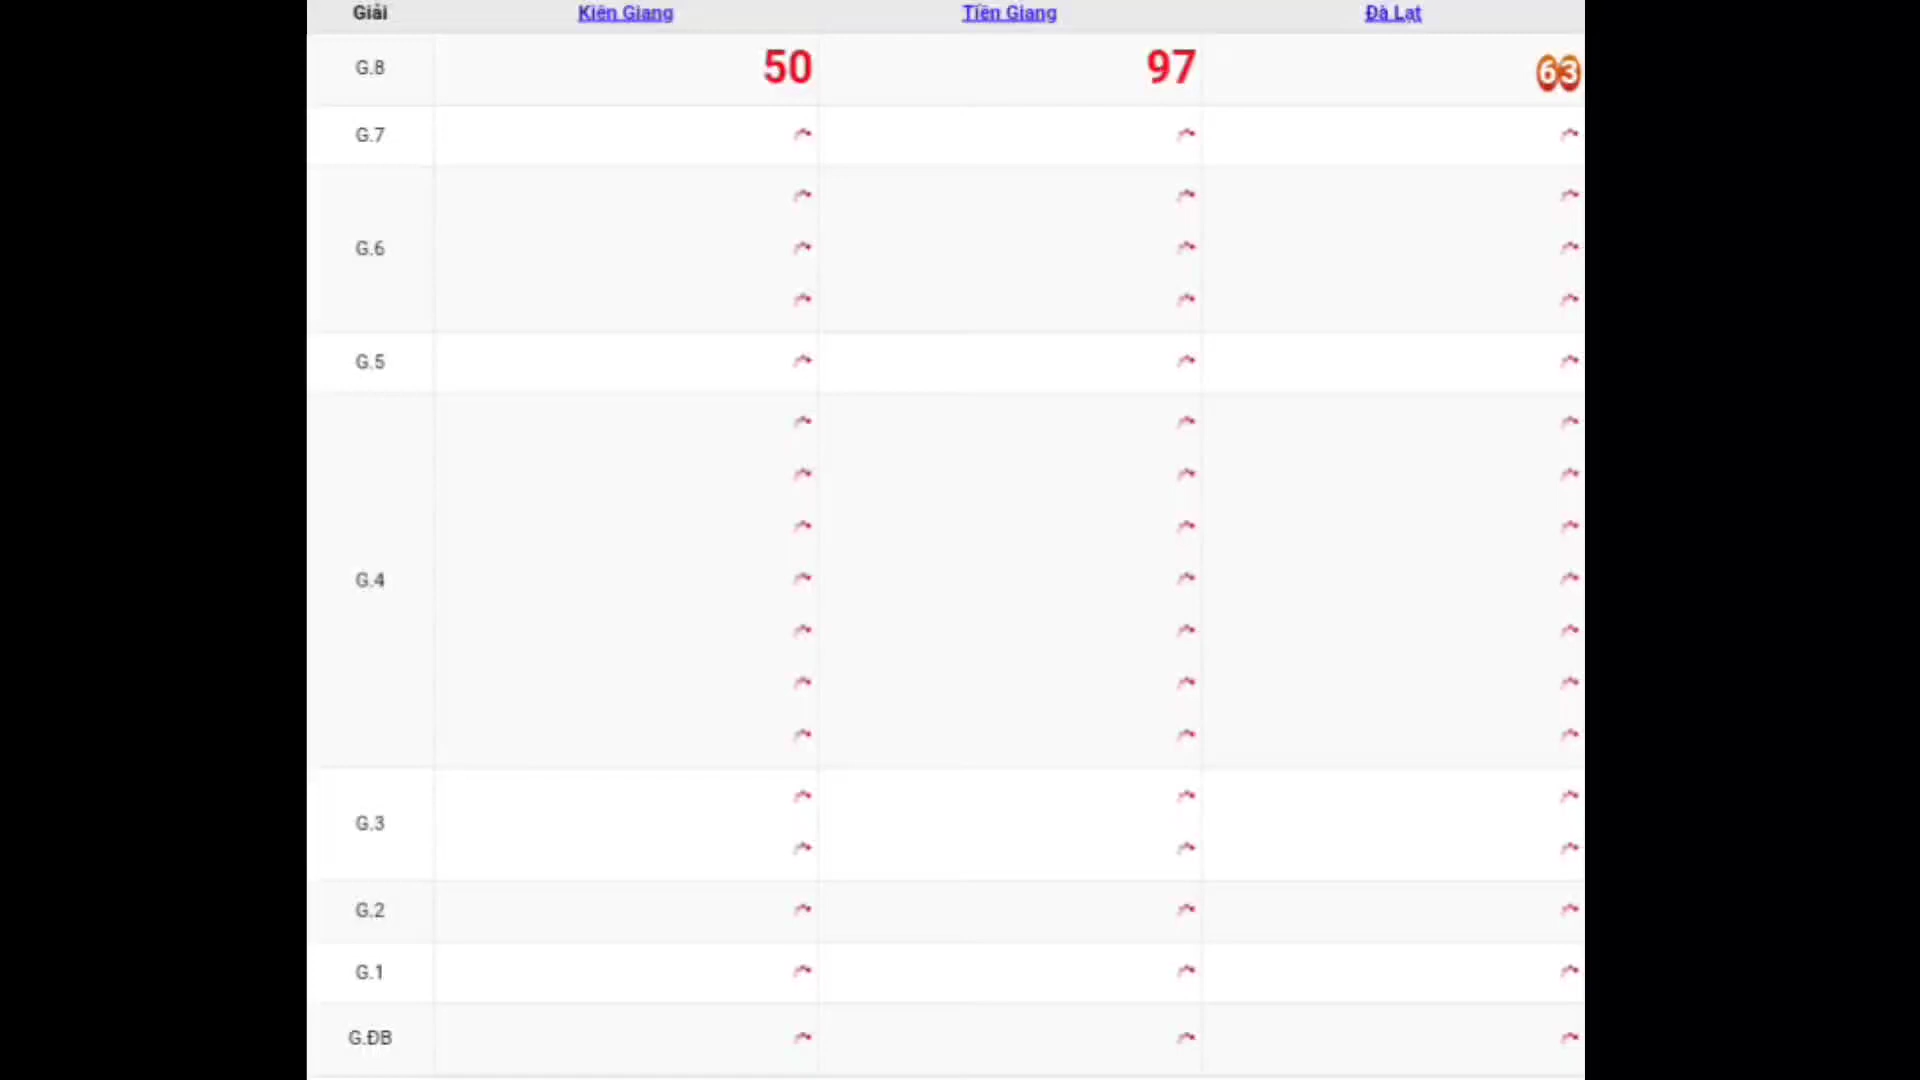 Giải Kiên Giang Tiền Giang Đà Lạt
G.8 50 97 63
G.7
G.6
G.5
G.4
G.3
G.2
G.1
G.ĐB